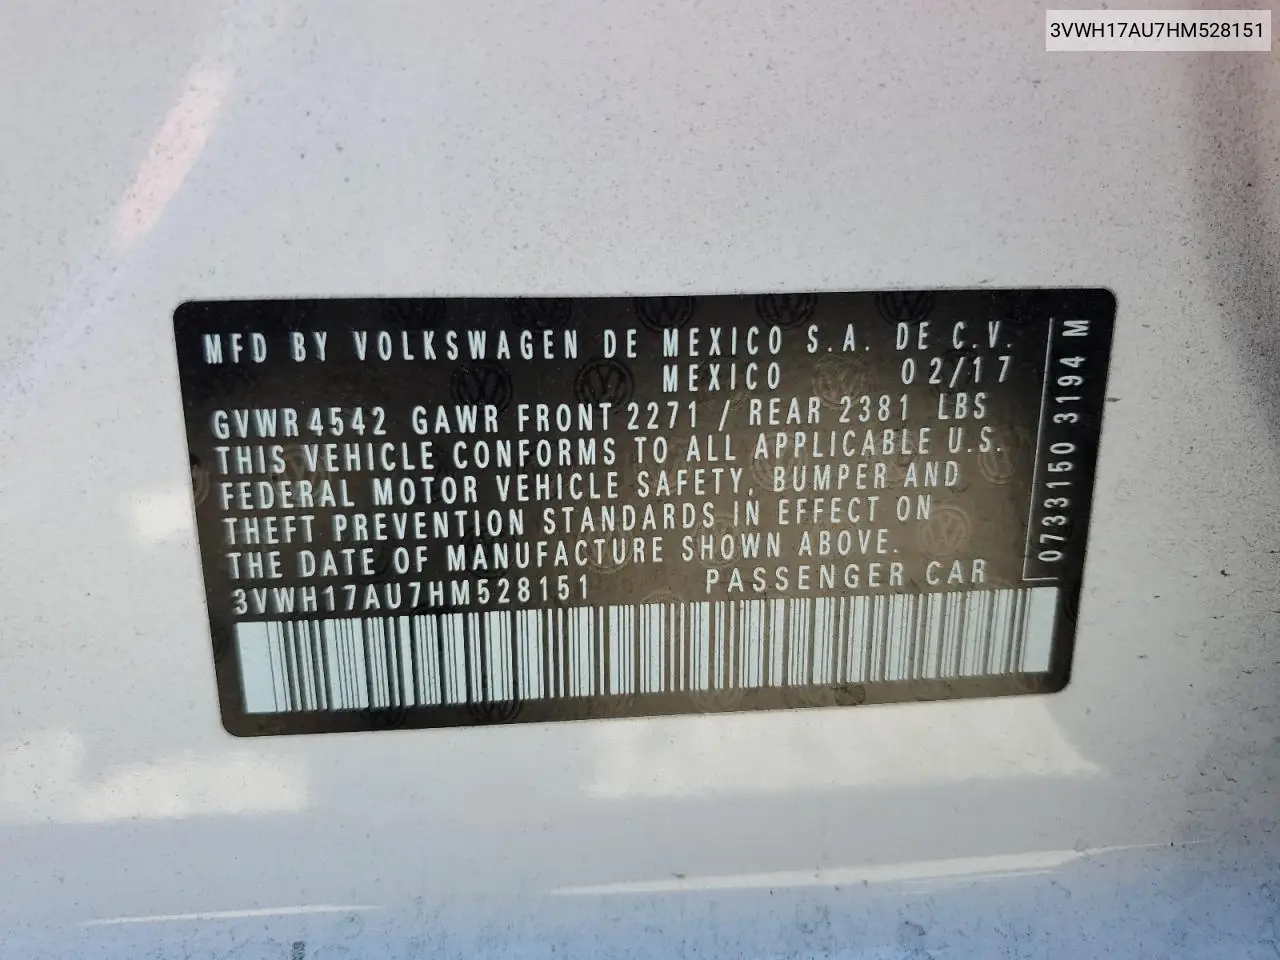 3VWH17AU7HM528151
MFD BY VOLKSWAGEN DE MEXICO S.A. DE C.V.
MEXICO 02/17
GVWR 4542 GAWR FRONT 2271 / REAR 2381 LBS
THIS VEHICLE CONFORMS TO ALL APPLICABLE U.S.
FEDERAL MOTOR VEHICLE SAFETY, BUMPER AND
THEFT PREVENTION STANDARDS IN EFFECT ON
THE DATE OF MANUFACTURE SHOWN ABOVE.
3VWH17AU7HM528151 PASSENGER CAR
0733150 3194 M